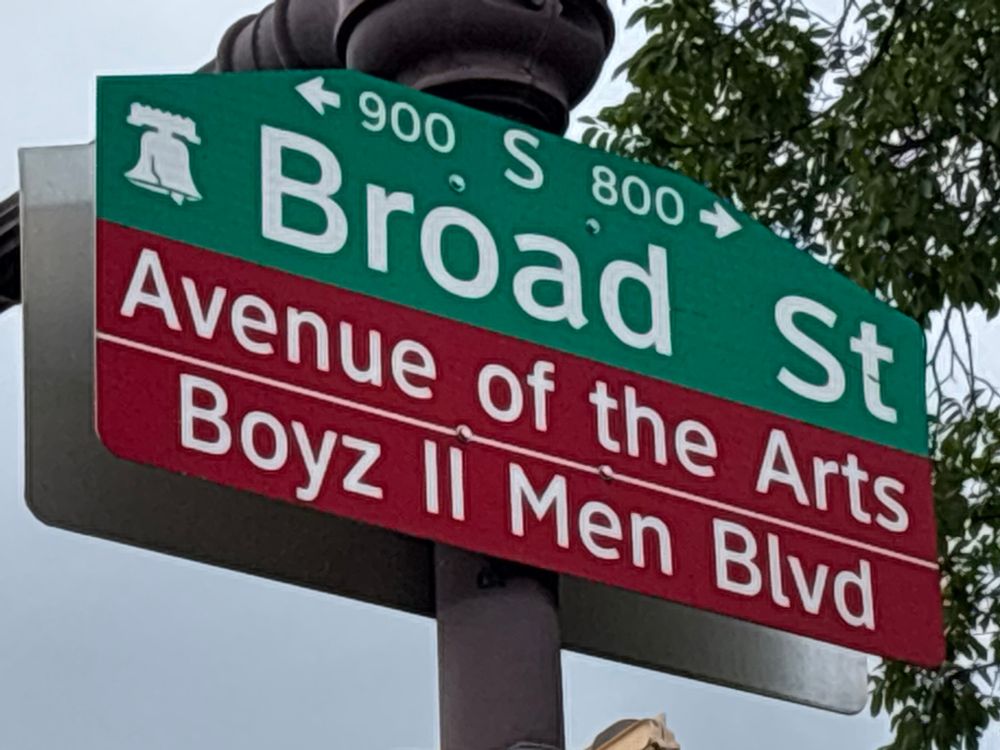 ← 900 S 800 →
Broad St
Avenue of the Arts
Boyz II Men Blvd